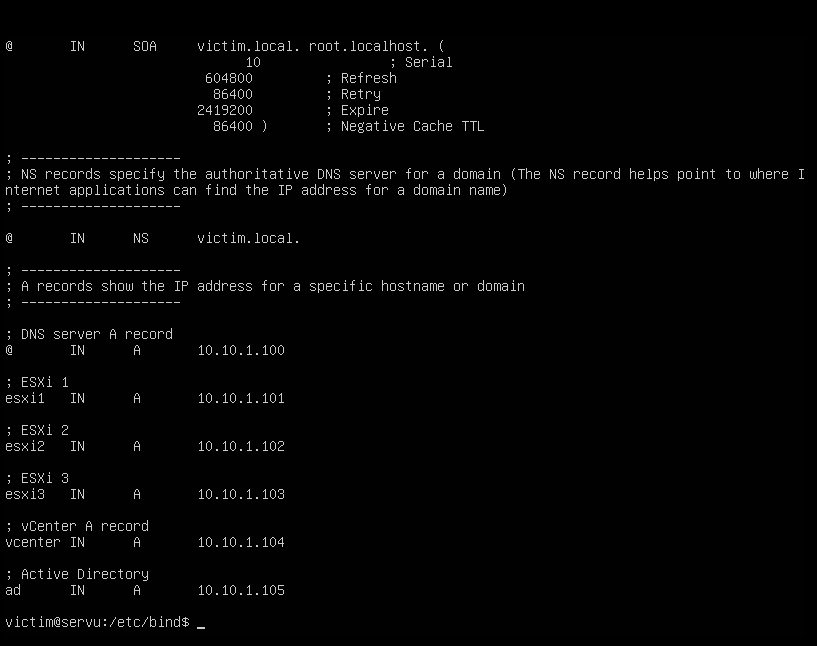 @ IN SOA victim.local. root.localhost. (
10 ; Serial
604800 ; Refresh
86400 ; Retry
2419200 ; Expire
86400 ) ; Negative Cache TTL
; --------------------
; NS records specify the authoritative DNS server for a domain (The NS record helps point to where I
nternet applications can find the IP address for a domain name)
; --------------------
@ IN NS victim.local.
; --------------------
; A records show the IP address for a specific hostname or domain
; --------------------
; DNS server A record
@ IN A 10.10.1.100
; ESXi 1
esxi1 IN A 10.10.1.101
; ESXi 2
esxi2 IN A 10.10.1.102
; ESXi 3
esxi3 IN A 10.10.1.103
; vCenter A record
vcenter IN A 10.10.1.104
; Active Directory
ad IN A 10.10.1.105
victim@servu:/etc/bind$ _